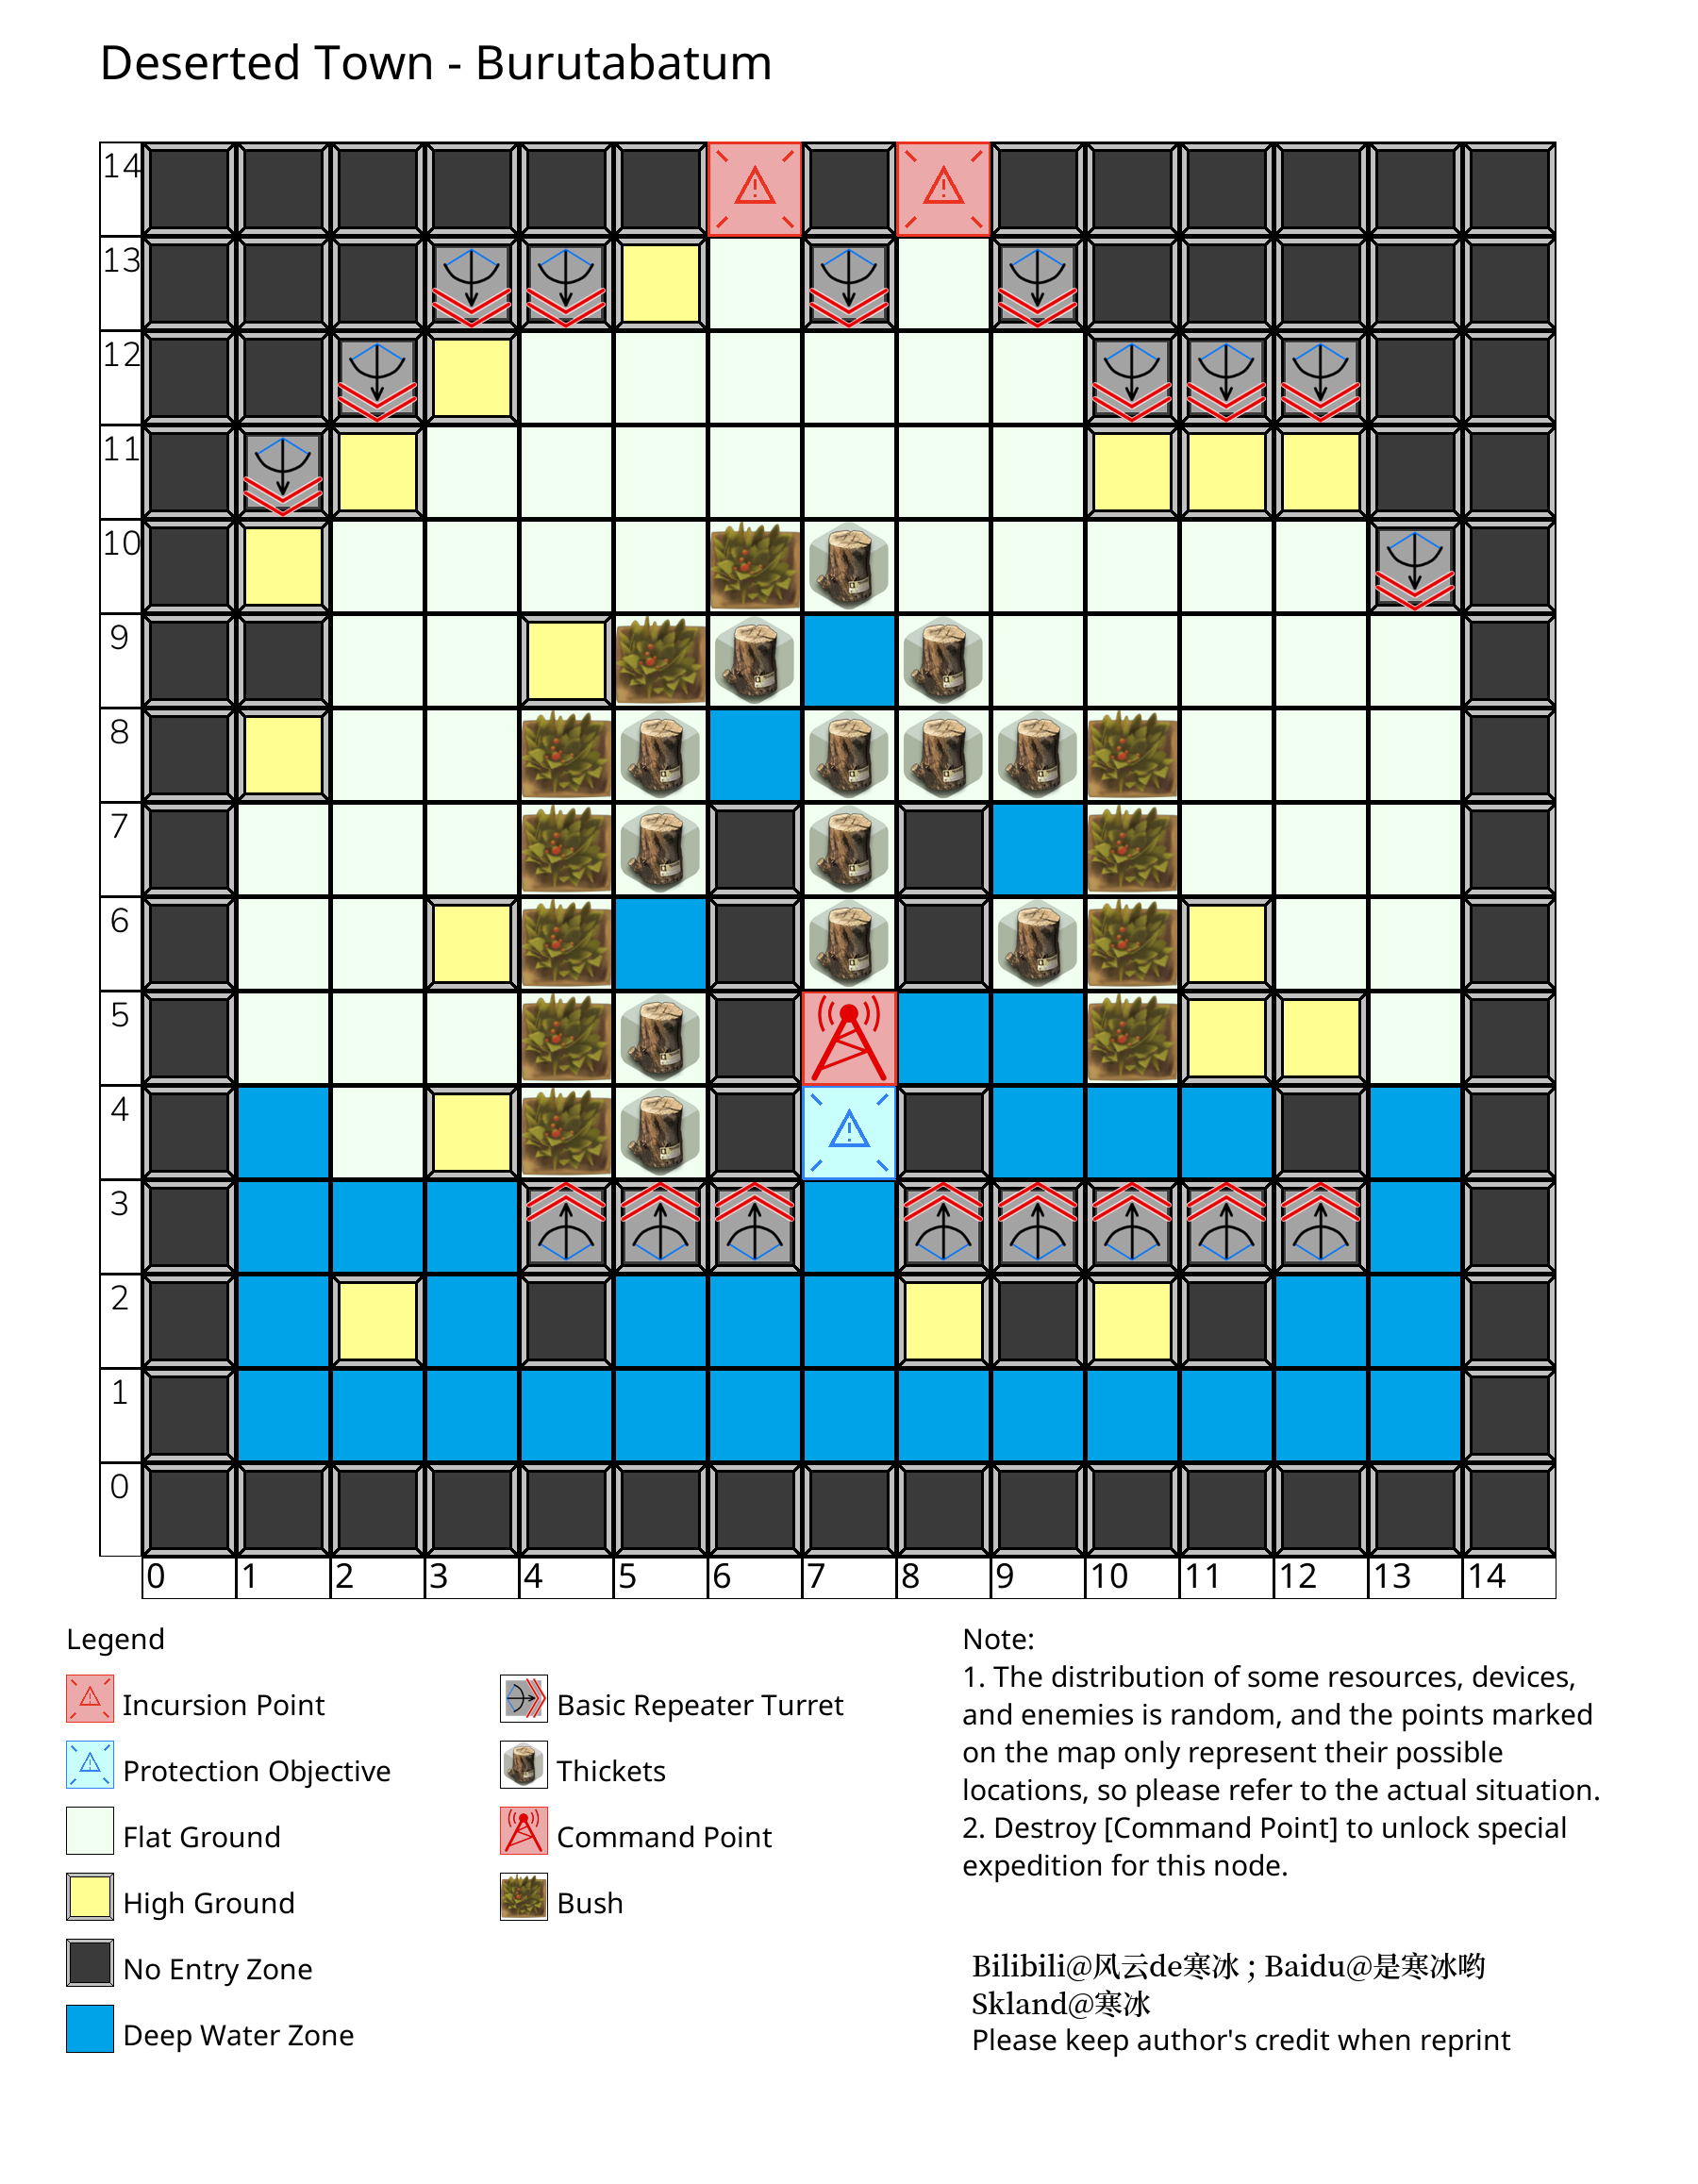 Deserted Town - Burutabatum
14
13
12
11
10
9
8
7
6
5
4
3
2
1
0
0 1 2 3 4 5 6 7 8 9 10 11 12 13 14
Legend
Incursion Point
Protection Objective
Flat Ground
High Ground
No Entry Zone
Deep Water Zone
Basic Repeater Turret
Thickets
Command Point
Bush
Note:
1. The distribution of some resources, devices,
and enemies is random, and the points marked
on the map only represent their possible
locations, so please refer to the actual situation.
2. Destroy [Command Point] to unlock special
expedition for this node.
Bilibili@风云de寒冰 ; Baidu@是寒冰哟
Skland@寒冰
Please keep author's credit when reprint